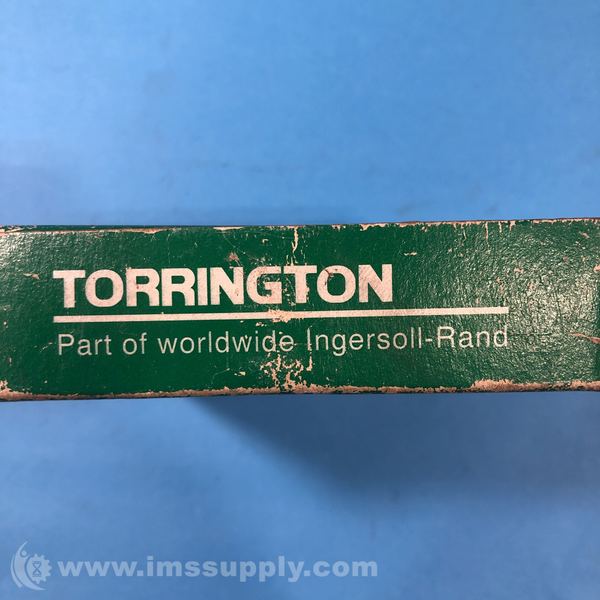 TORRINGTON
Part of worldwide Ingersoll-Rand
www.imssupply.com